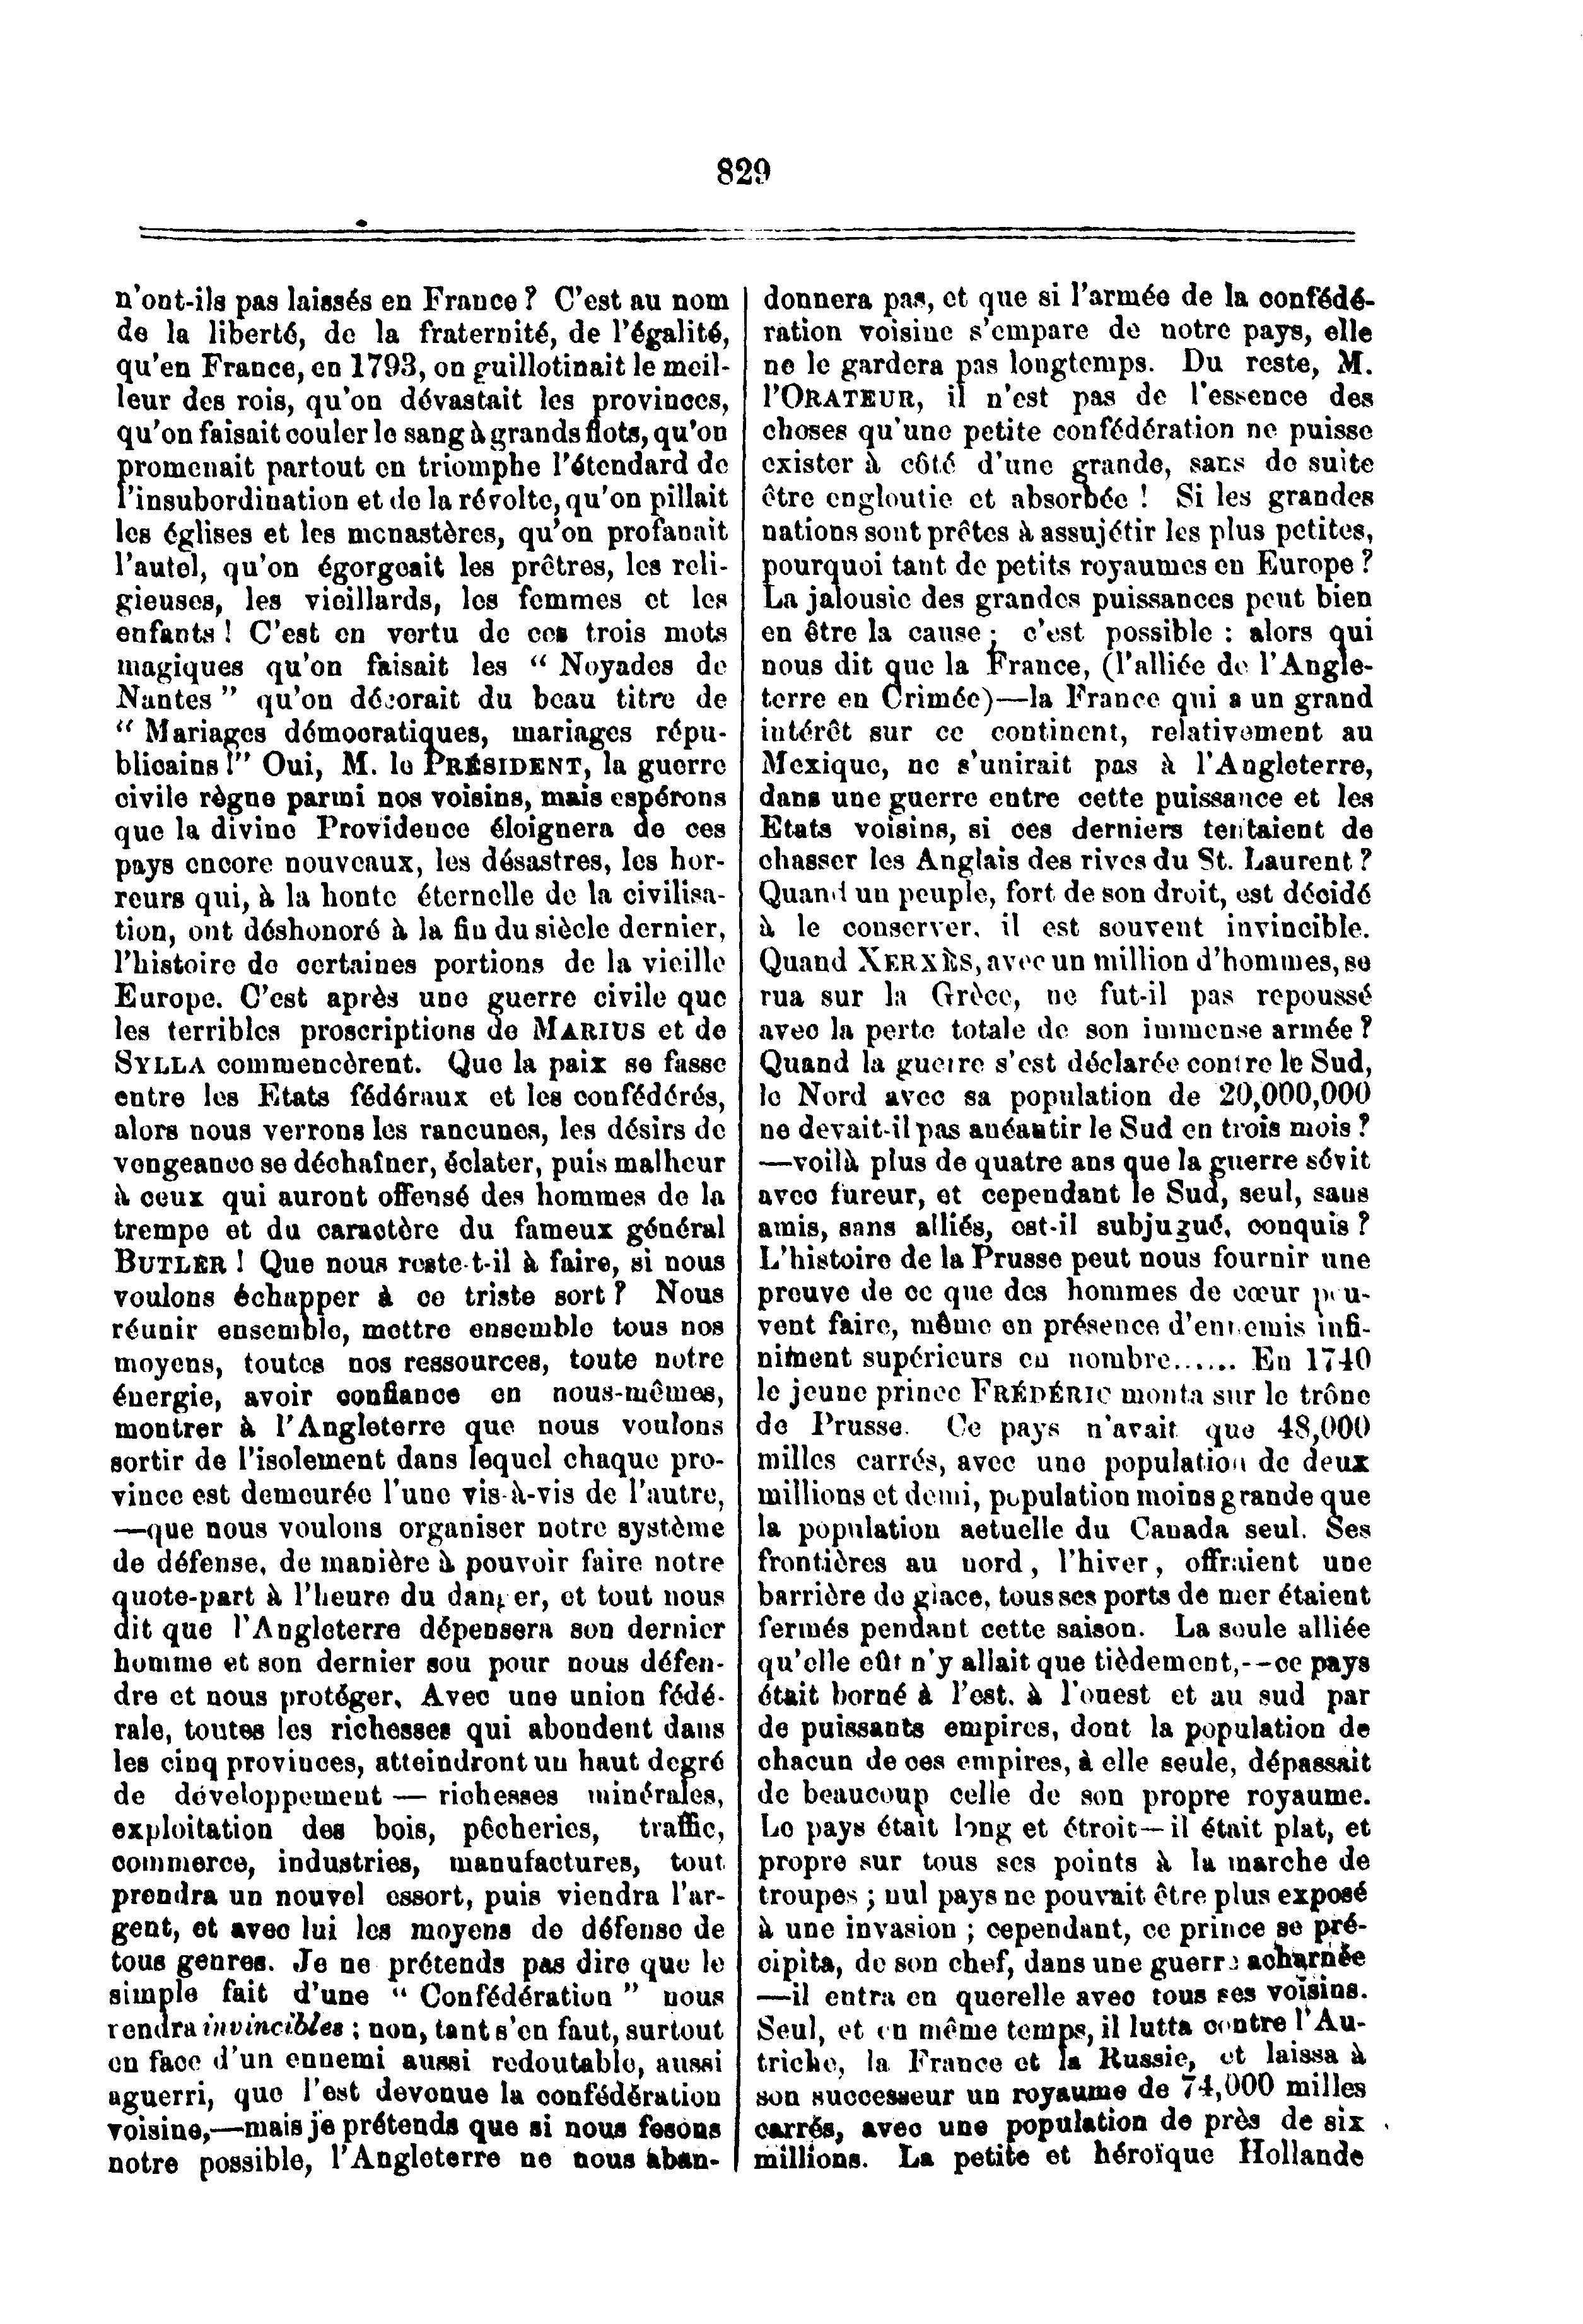 829
n'ont-ils pas laissés en France ? C'est au nom
de la liberté, de la fraternité, de l'égalité,
qu'en France, en 1793, on guillotinait le meil-
leur des rois, qu'on dévastait les provinces,
qu'on faisait couler le sang à grands flots, qu'on
promenait partout en triomphe l'étendard de
l'insubordination et de la révolte, qu'on pillait
les églises et les monastères, qu'on profanait
l'autel, qu'on égorgeait les prêtres, les reli-
gieuses, les vieillards, les femmes et les
enfants ! C'est en vertu de ces trois mots
magiques qu'on faisait les “ Noyades de
Nantes ” qu'on décorait du beau titre de
“ Mariages démocratiques, mariages répu-
blicains !” Oui, M. le PRÉSIDENT, la guerre
civile règne parmi nos voisins, mais espérons
que la divine Providence éloignera de ces
pays encore nouveaux, les désastres, les hor-
reurs qui, à la honte éternelle de la civilisa-
tion, ont déshonoré à la fin du siècle dernier,
l'histoire de certaines portions de la vieille
Europe. C'est après une guerre civile que
les terribles proscriptions de MARIUS et de
SYLLA commencèrent. Que la paix se fasse
entre les Etats fédéraux et les confédérés,
alors nous verrons les rancunes, les désirs de
vengeance se déchaîner, éclater, puis malheur
à ceux qui auront offensé des hommes de la
trempe et du caractère du fameux général
BUTLER ! Que nous reste-t-il à faire, si nous
voulons échapper à ce triste sort ? Nous
réunir ensemble, mettre ensemble tous nos
moyens, toutes nos ressources, toute notre
énergie, avoir confiance en nous-mêmes,
montrer à l'Angleterre que nous voulons
sortir de l'isolement dans lequel chaque pro-
vince est demeurée l'une vis-à-vis de l'autre,
—que nous voulons organiser notre système
de défense, de manière à pouvoir faire notre
quote-part à l'heure du danger, et tout nous
dit que l'Angleterre dépensera son dernier
homme et son dernier sou pour nous défen-
dre et nous protéger. Avec une union fédé-
rale, toutes les richesses qui abondent dans
les cinq provinces, atteindront un haut degré
de développement — richesses minérales,
exploitation des bois, pêcheries, traffic,
commerce, industries, manufactures, tout
prendra un nouvel essort, puis viendra l'ar-
gent, et avec lui les moyens de défense de
tous genres. Je ne prétends pas dire que le
simple fait d'une “ Confédération ” nous
rendra invincibles ; non, tant s'en faut, surtout
en face d'un ennemi aussi redoutable, aussi
aguerri, que l'est devenue la confédération
voisine,—mais je prétends que si nous fesons
notre possible, l'Angleterre ne nous aban-
donnera pas, et que si l'armée de la confédé-
ration voisine s'empare de notre pays, elle
ne le gardera pas longtemps. Du reste, M.
l'ORATEUR, il n'est pas de l'essence des
choses qu'une petite confédération ne puisse
exister à côté d'une grande, sans de suite
être engloutie et absorbée ! Si les grandes
nations sont prêtes à assujétir les plus petites,
pourquoi tant de petits royaumes en Europe ?
La jalousie des grandes puissances peut bien
en être la cause ; c'est possible : alors qui
nous dit que la France, (l'alliée de l'Angle-
terre en Crimée)—la France qui a un grand
intérêt sur ce continent, relativement au
Mexique, ne s'unirait pas à l'Angleterre,
dans une guerre entre cette puissance et les
Etats voisins, si ces derniers tentaient de
chasser les Anglais des rives du St. Laurent ?
Quand un peuple, fort de son droit, est décidé
à le conserver, il est souvent invincible.
Quand XERXÈS, avec un million d'hommes, se
rua sur la Grèce, ne fut-il pas repoussé
avec la perte totale de son immense armée ?
Quand la guerre s'est déclarée contre le Sud,
le Nord avec sa population de 20,000,000
ne devait-il pas anéantir le Sud en trois mois ?
—voilà plus de quatre ans que la guerre sévit
avec fureur, et cependant le Sud, seul, sans
amis, sans alliés, est-il subjugué, conquis ?
L'histoire de la Prusse peut nous fournir une
preuve de ce que des hommes de cœur peu-
vent faire, même en présence d'ennemis infi-
niment supérieurs en nombre...... En 1740
le jeune prince FRÉDÉRIC monta sur le trône
de Prusse. Ce pays n'avait que 48,000
milles carrés, avec une population de deux
millions et demi, population moins grande que
la population actuelle du Canada seul. Ses
frontières au nord, l'hiver, offraient une
barrière de glace, tous ses ports de mer étaient
fermés pendant cette saison. La seule alliée
qu'elle eût n'y allait que tièdement,--ce pays
était borné à l'est, à l'ouest et au sud par
de puissants empires, dont la population de
chacun de ces empires, à elle seule, dépassait
de beaucoup celle de son propre royaume.
Le pays était long et étroit—il était plat, et
propre sur tous ses points à la marche de
troupes ; nul pays ne pouvait être plus exposé
à une invasion ; cependant, ce prince se pré-
cipita, de son chef, dans une guerre acharnée
—il entra en querelle avec tous ses voisins.
Seul, et en même temps, il lutta contre l'Au-
triche, la France et la Russie, et laissa à
son successeur un royaume de 74,000 milles
carrés, avec une population de près de six
millions. La petite et héroïque Hollande